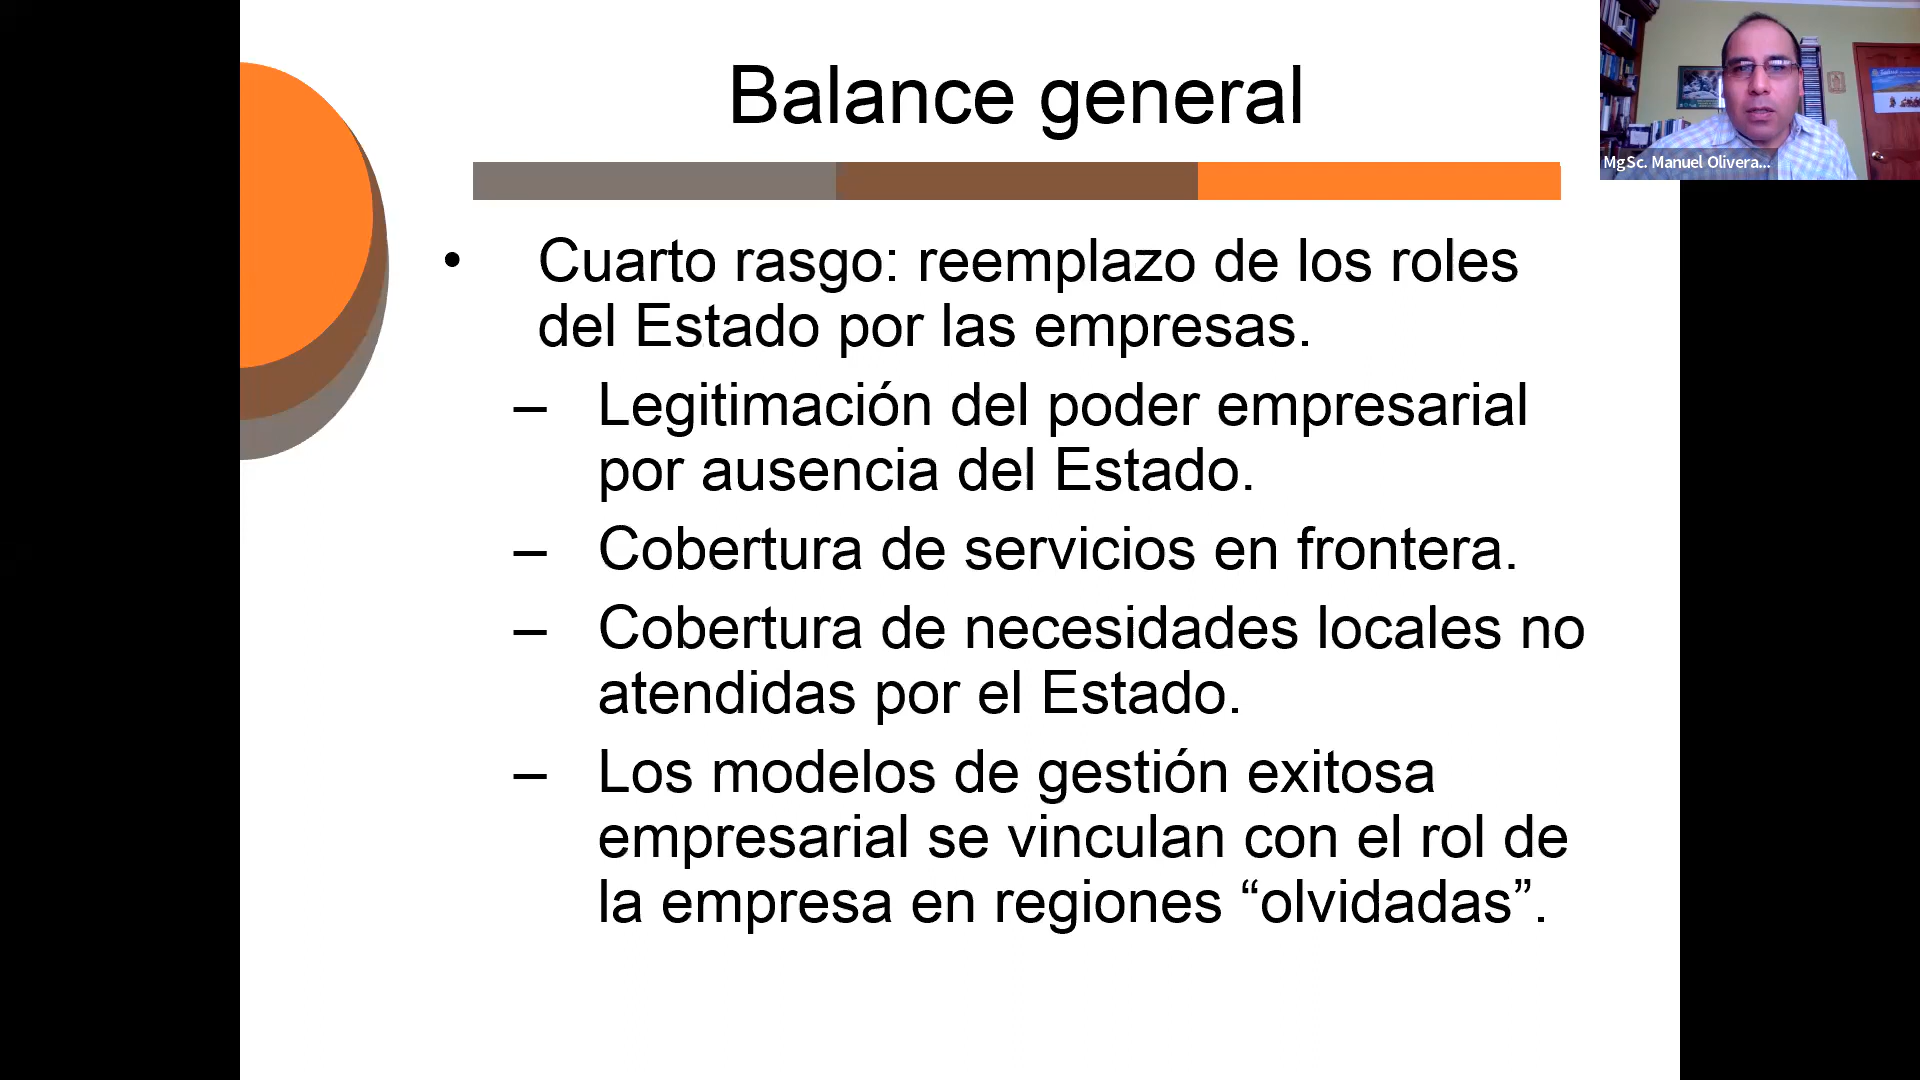 Balance general
MgSc. Manuel Olivera...
• Cuarto rasgo: reemplazo de los roles
del Estado por las empresas.
– Legitimación del poder empresarial
por ausencia del Estado.
– Cobertura de servicios en frontera.
– Cobertura de necesidades locales no
atendidas por el Estado.
– Los modelos de gestión exitosa
empresarial se vinculan con el rol de
la empresa en regiones “olvidadas”.